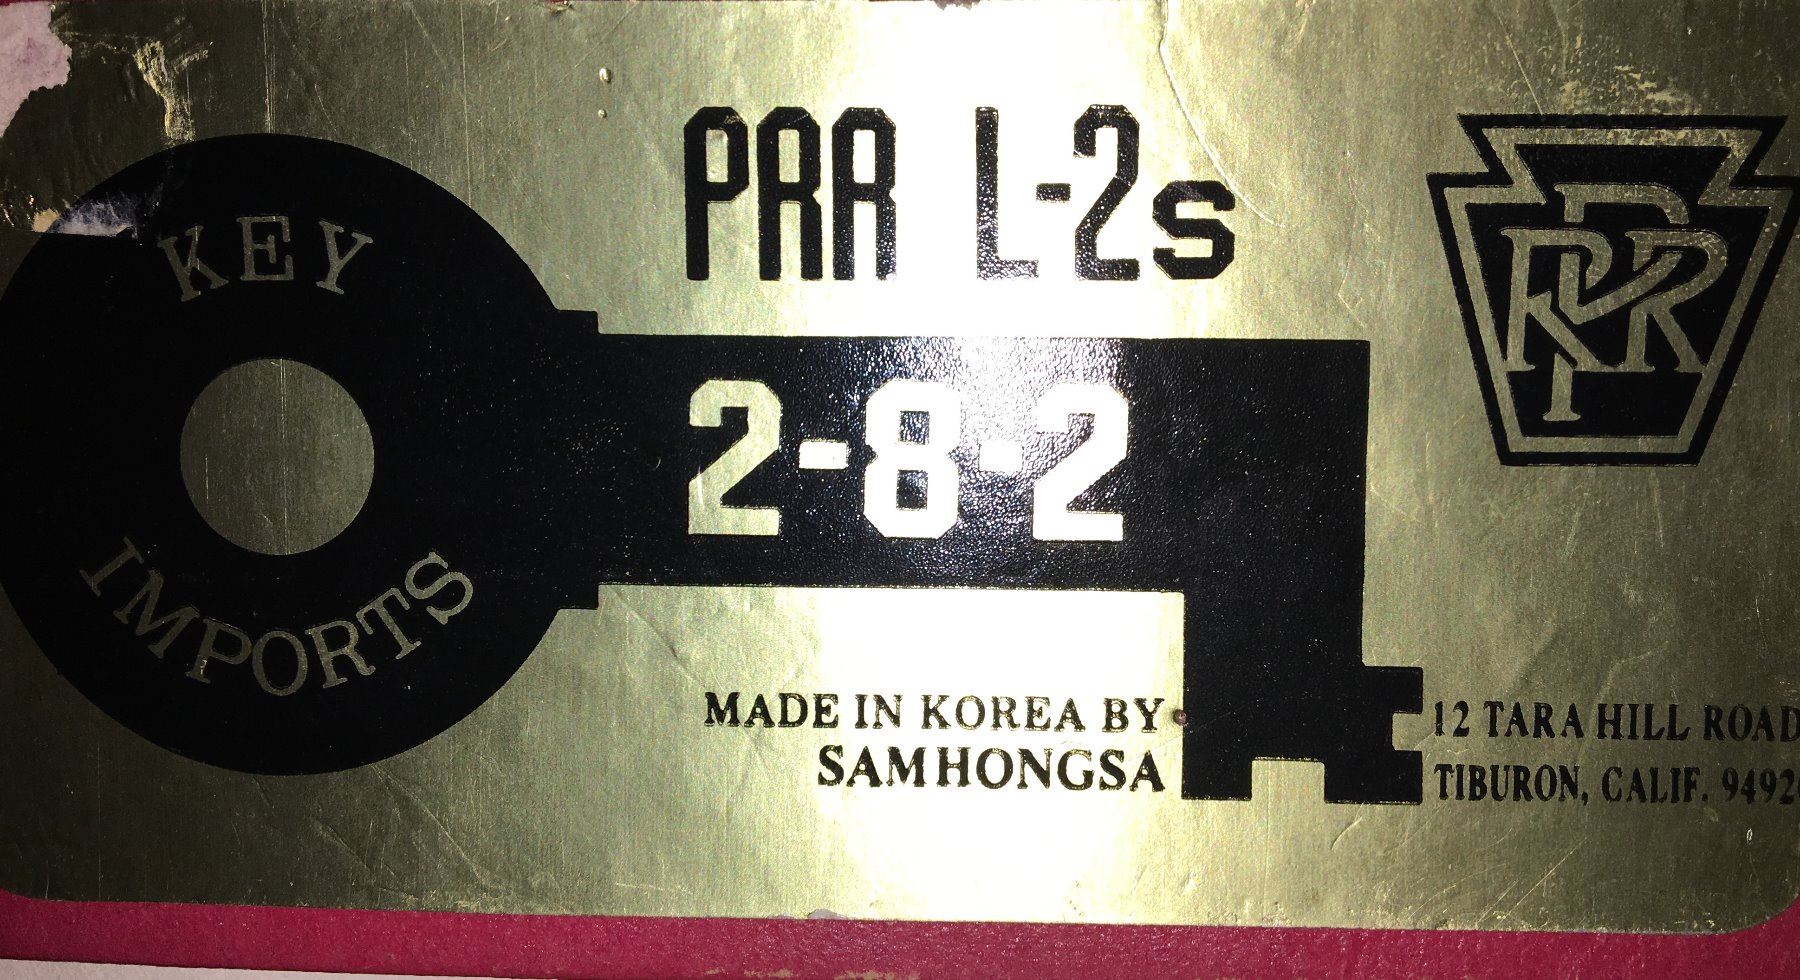 KEY
IMPORTS
PRR L-2s
PRR
2-8-2
MADE IN KOREA BY
SAMHONGSA
12 TARA HILL ROAD
TIBURON, CALIF.